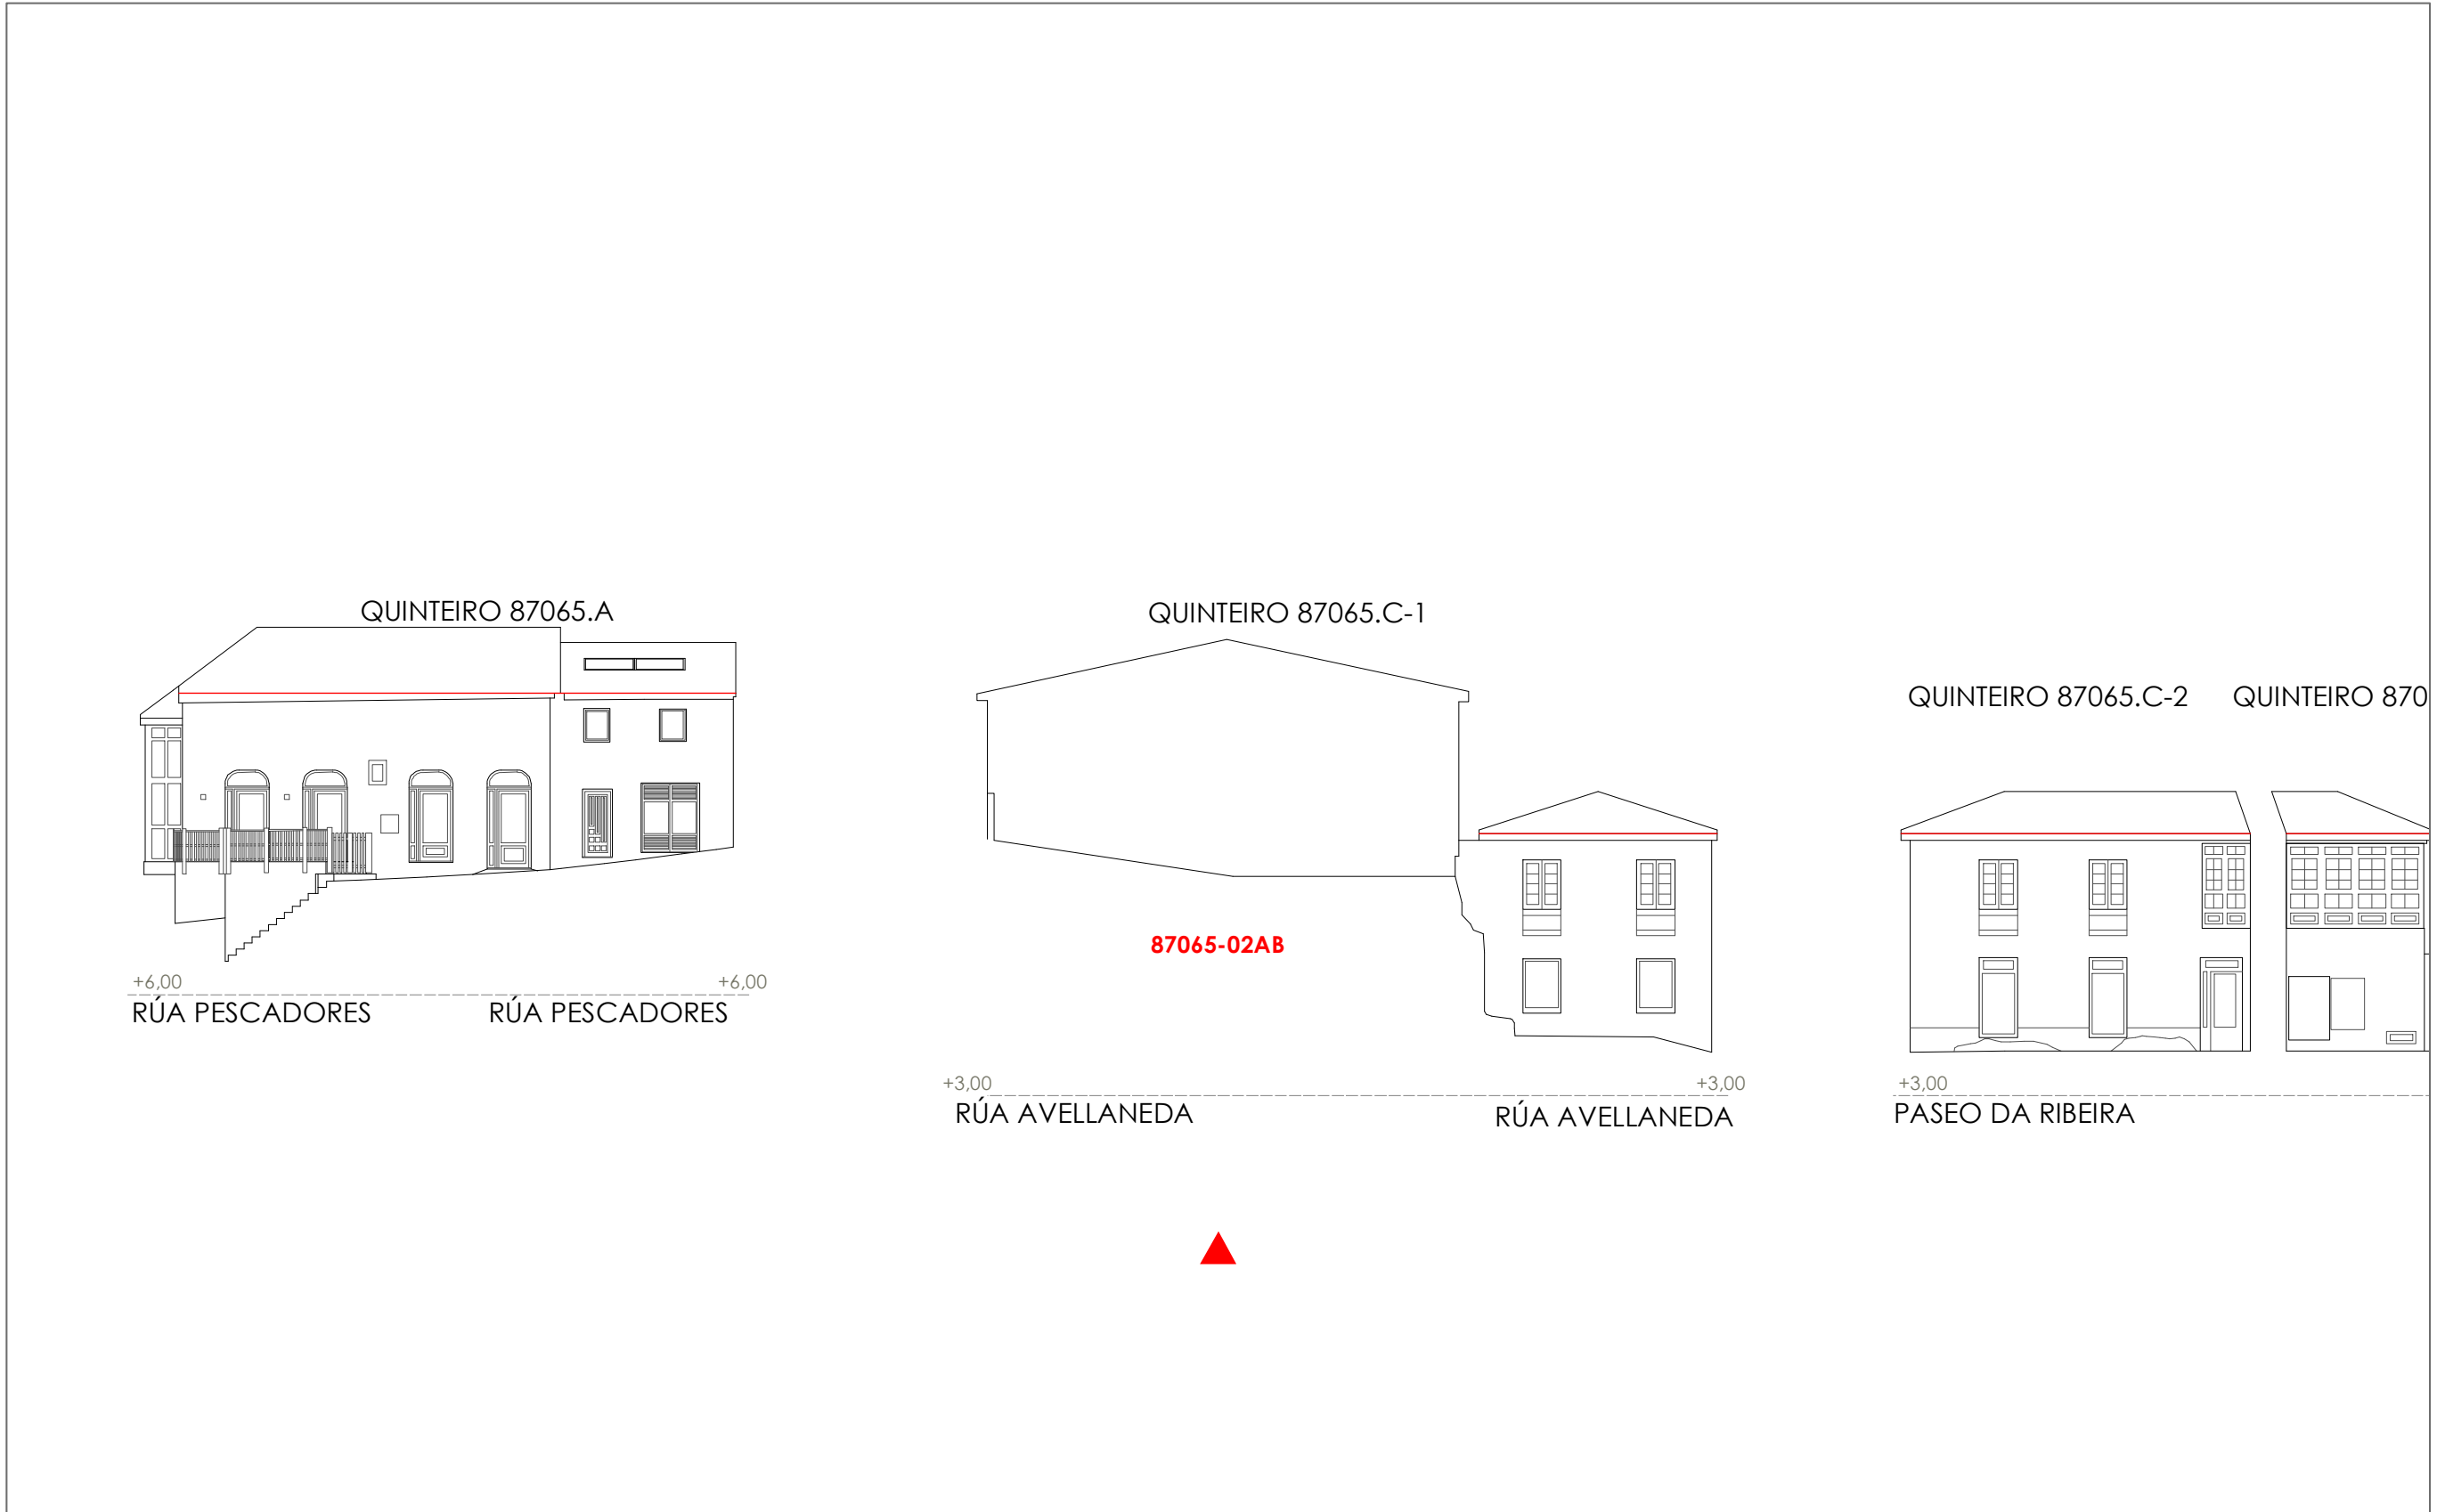 QUINTEIRO 87065.A
QUINTEIRO 87065.C-1
QUINTEIRO 87065.C-2
QUINTEIRO 870
87065-02AB
+6,00
+6,00
RÚA PESCADORES
RÚA PESCADORES
+3,00
+3,00
+3,00
RÚA AVELLANEDA
RÚA AVELLANEDA
PASEO DA RIBEIRA